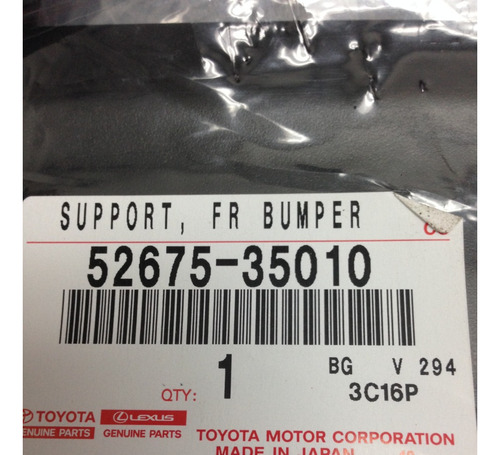 SUPPORT, FR BUMPER
52675-35010
QTY: 1
BG V 294
3C16P
TOYOTA
GENUINE PARTS
LEXUS
GENUINE PARTS
TOYOTA MOTOR CORPORATION
MADE IN JAPAN